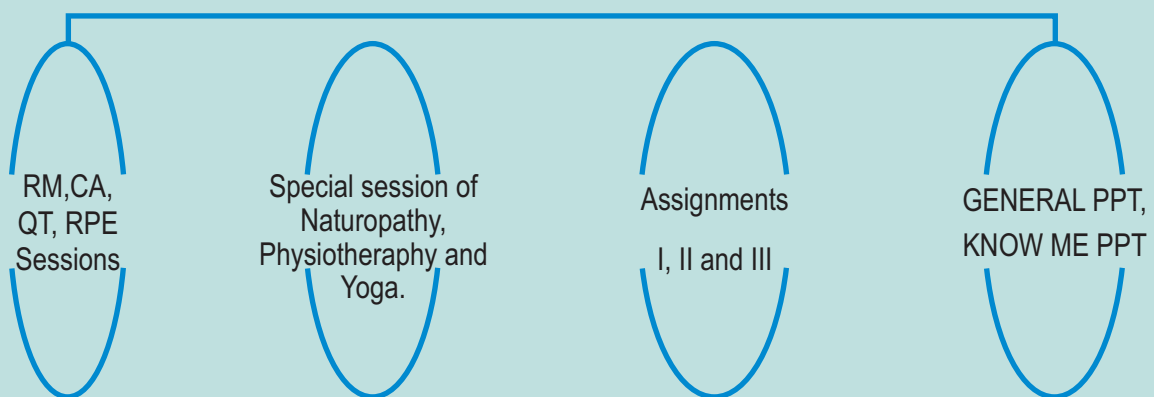 RM,CA,
QT, RPE
Sessions
Special session of
Naturopathy,
Physiotheraphy and
Yoga.
Assignments
I, II and III
GENERAL PPT,
KNOW ME PPT